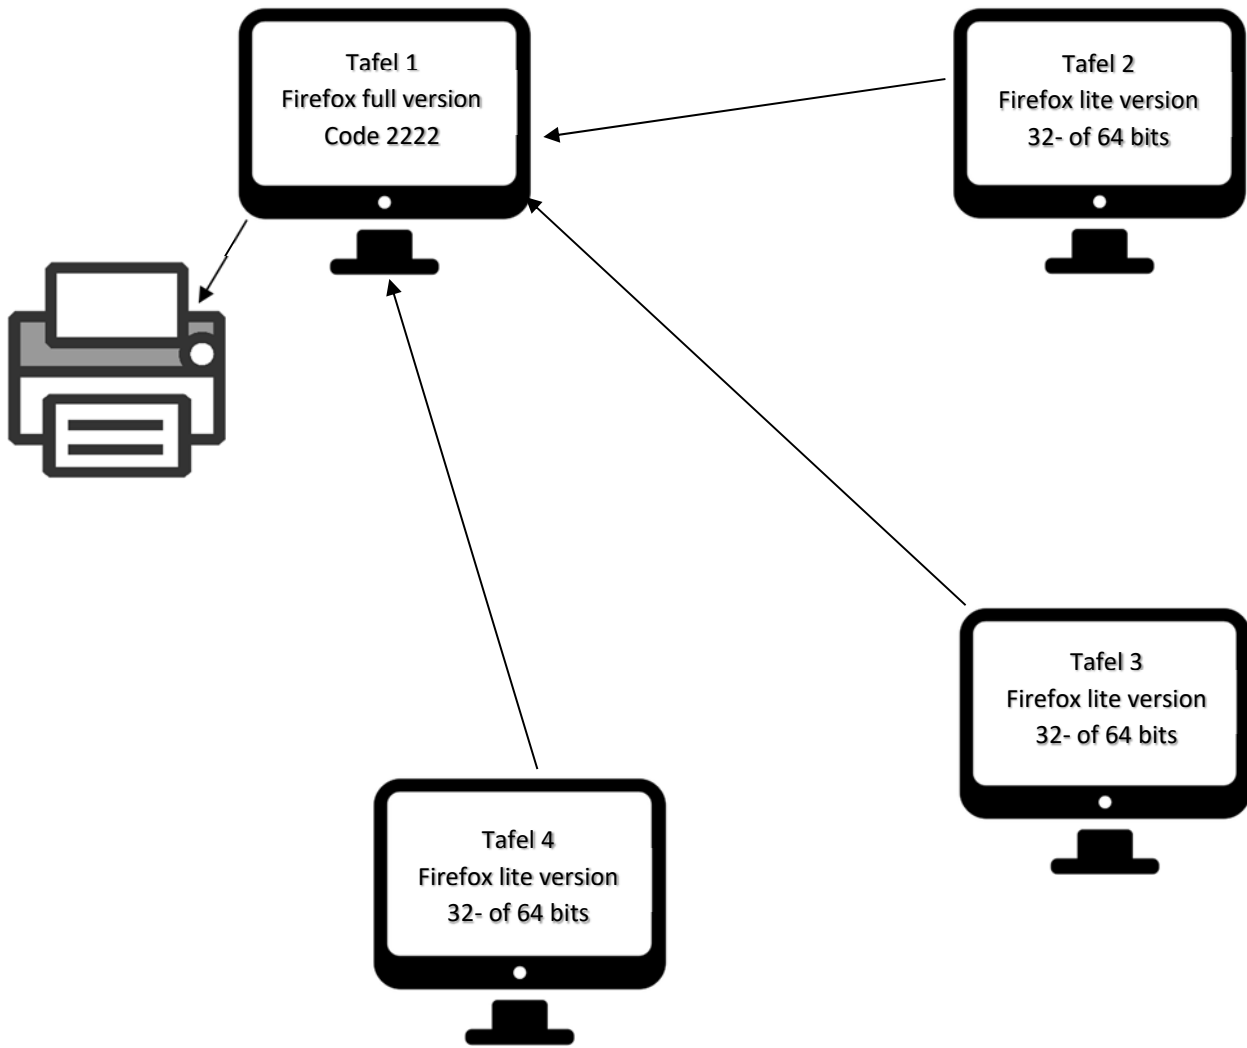 Tafel 1
Firefox full version
Code 2222
Tafel 2
Firefox lite version
32- of 64 bits
Tafel 3
Firefox lite version
32- of 64 bits
Tafel 4
Firefox lite version
32- of 64 bits